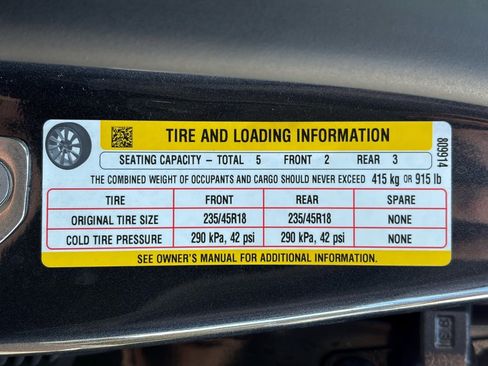 TIRE AND LOADING INFORMATION
SEATING CAPACITY – TOTAL 5 FRONT 2 REAR 3
THE COMBINED WEIGHT OF OCCUPANTS AND CARGO SHOULD NEVER EXCEED 415 kg OR 915 lb
TIRE FRONT REAR SPARE
ORIGINAL TIRE SIZE 235/45R18 235/45R18 NONE
COLD TIRE PRESSURE 290 kPa, 42 psi 290 kPa, 42 psi NONE
SEE OWNER'S MANUAL FOR ADDITIONAL INFORMATION.
809914